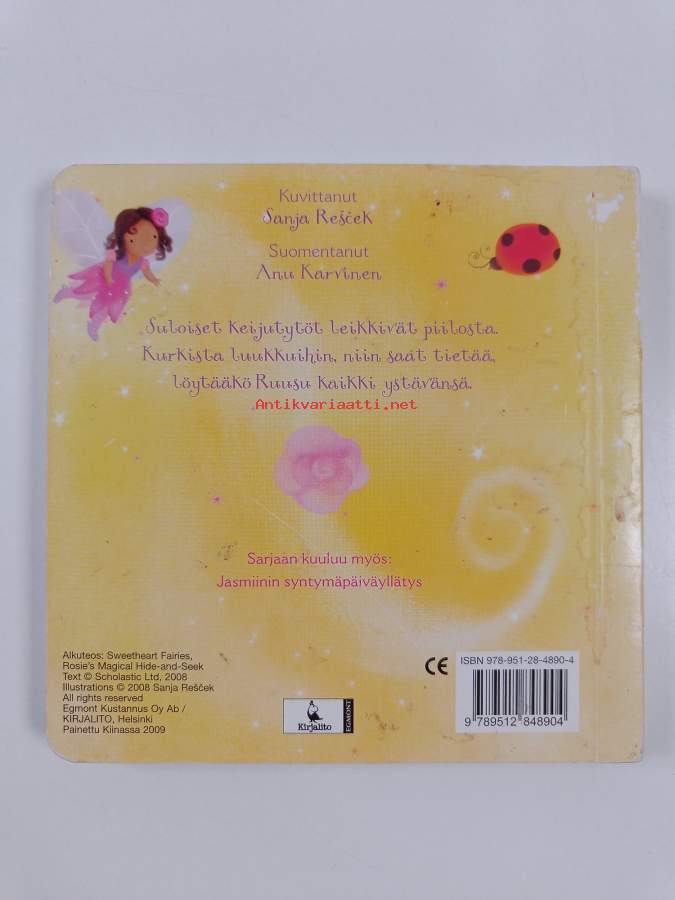 Kuvittanut
Sanja Rešček
Suomentanut
Anu Karvinen
Suloiset keijutytöt leikkivät piilosta.
Kurkista luukkuihin, niin saat tietää,
löytääkö Ruusu kaikki ystävänsä.
Antikvariaatti.net
Sarjaan kuuluu myös:
Jasmiinin syntymäpäiväyllätys
Alkuteos: Sweetheart Fairies,
Rosie's Magical Hide-and-Seek
Text © Scholastic Ltd, 2008
Illustrations © 2008 Sanja Rešček
All rights reserved
Egmont Kustannus Oy Ab /
KIRJALITO, Helsinki
Painettu Kiinassa 2009
Kirjalito
EGMONT
CE
ISBN 978-951-28-4890-4
9 789512 848904